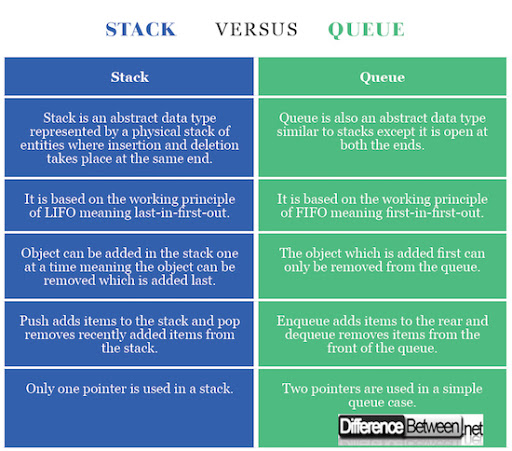 STACK VERSUS QUEUE
Stack
Queue
Stack is an abstract data type
represented by a physical stack of
entities where insertion and deletion
takes place at the same end.
Queue is also an abstract data type
similar to stacks except it is open at
both the ends.
It is based on the working principle
of LIFO meaning last-in-first-out.
It is based on the working principle
of FIFO meaning first-in-first-out.
Object can be added in the stack one
at a time meaning the object can be
removed which is added last.
The object which is added first can
only be removed from the queue.
Push adds items to the stack and pop
removes recently added items from
the stack.
Enqueue adds items to the rear and
dequeue removes items from the
front of the queue.
Only one pointer is used in a stack.
Two pointers are used in a simple
queue case.
DifferenceBetween.net